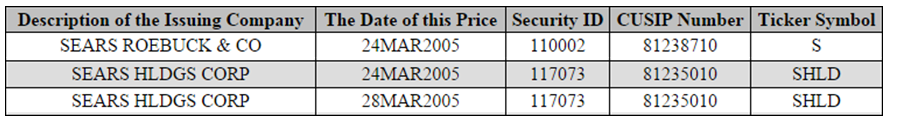 Description of the Issuing Company The Date of this Price Security ID CUSIP Number Ticker Symbol
SEARS ROEBUCK & CO 24MAR2005 110002 81238710 S
SEARS HLDGS CORP 24MAR2005 117073 81235010 SHLD
SEARS HLDGS CORP 28MAR2005 117073 81235010 SHLD